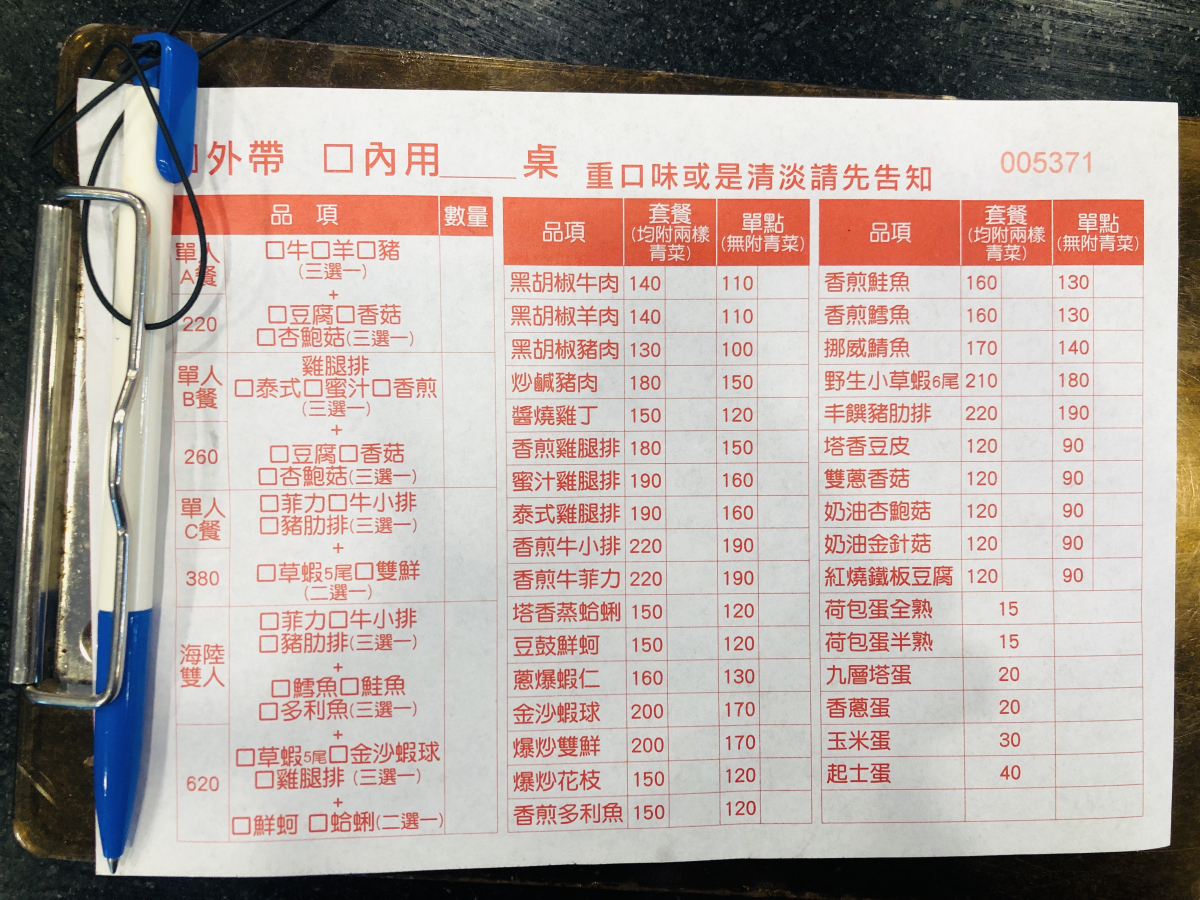 □外帶 □內用____桌 重口味或是清淡請先告知 005371
品 項 數量
單人A餐 220
□牛□羊□豬
(三選一)
+
□豆腐□香菇
□杏鮑菇(三選一)
單人B餐 260
雞腿排
□泰式□蜜汁□香煎
(三選一)
+
□豆腐□香菇
□杏鮑菇(三選一)
單人C餐 380
□菲力□牛小排
□豬肋排(三選一)
+
□草蝦5尾□雙鮮
(二選一)
海陸雙人 620
□菲力□牛小排
□豬肋排(三選一)
+
□鱈魚□鮭魚
□多利魚(三選一)
+
□草蝦5尾□金沙蝦球
□雞腿排 (三選一)
+
□鮮蚵 □蛤蜊(二選一)
品項 套餐(均附兩樣青菜) 單點(無附青菜)
黑胡椒牛肉 140 110
黑胡椒羊肉 140 110
黑胡椒豬肉 130 100
炒鹹豬肉 180 150
醬燒雞丁 150 120
香煎雞腿排 180 150
蜜汁雞腿排 190 160
泰式雞腿排 190 160
香煎牛小排 220 190
香煎牛菲力 220 190
塔香蒸蛤蜊 150 120
豆鼓鮮蚵 150 120
蔥爆蝦仁 160 130
金沙蝦球 200 170
爆炒雙鮮 200 170
爆炒花枝 150 120
香煎多利魚 150 120
品項 套餐(均附兩樣青菜) 單點(無附青菜)
香煎鮭魚 160 130
香煎鱈魚 160 130
挪威鯖魚 170 140
野生小草蝦6尾 210 180
丰饌豬肋排 220 190
塔香豆皮 120 90
雙蔥香菇 120 90
奶油杏鮑菇 120 90
奶油金針菇 120 90
紅燒鐵板豆腐 120 90
荷包蛋全熟 15
荷包蛋半熟 15
九層塔蛋 20
香蔥蛋 20
玉米蛋 30
起士蛋 40